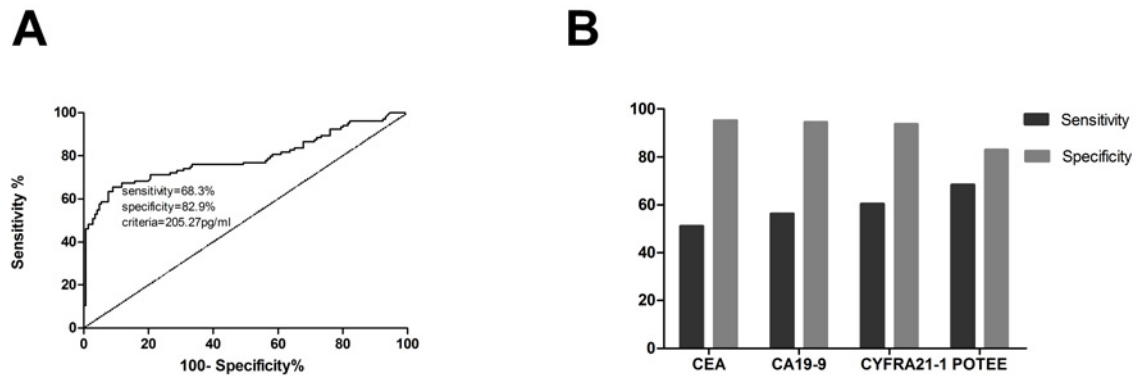 A
Sensitivity %
100
80
60
40
20
0
sensitivity=68.3%
specificity=82.9%
criteria=205.27pg/ml
0 20 40 60 80 100
100- Specificity%
B
100
80
60
40
20
0
CEA CA19-9 CYFRA21-1 POTEE
Sensitivity
Specificity